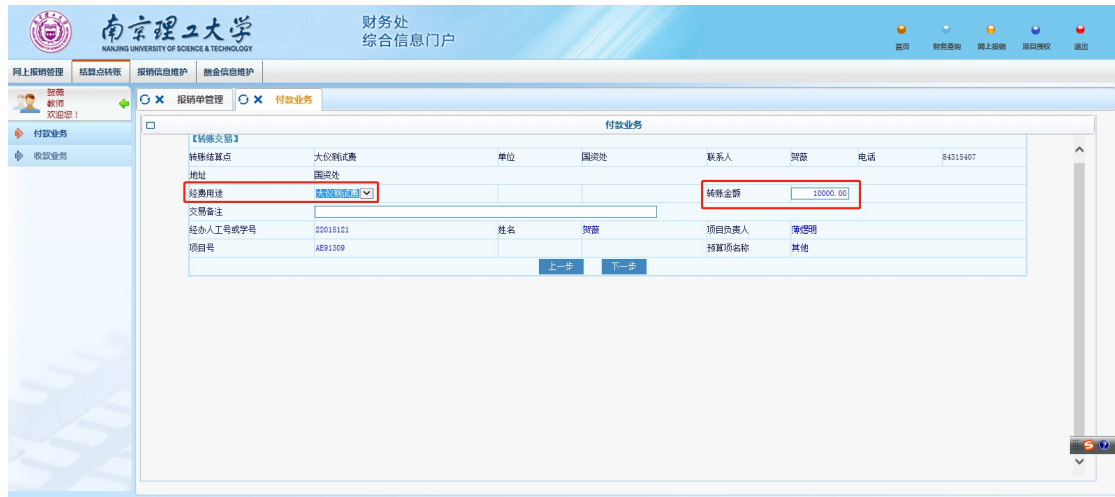 南京理工大学
NANJING UNIVERSITY OF SCIENCE & TECHNOLOGY
财务处
综合信息门户
首页 财务查询 网上报销 项目授权 退出
网上报销管理 结算点转账 报销信息维护 酬金信息维护
贺薇
教师
欢迎您！
付款业务
收款业务
报销单管理 付款业务
付款业务
【转账交易】
转账结算点 大仪测试费 单位 国资处 联系人 贺薇 电话 84315407
地址 国资处
经费用途 大仪测试费 转账金额 10000.00
交易备注
经办人工号或学号 22015121 姓名 贺薇 项目负责人 薄煜明
项目号 AE91309 预算项名称 其他
上一步 下一步